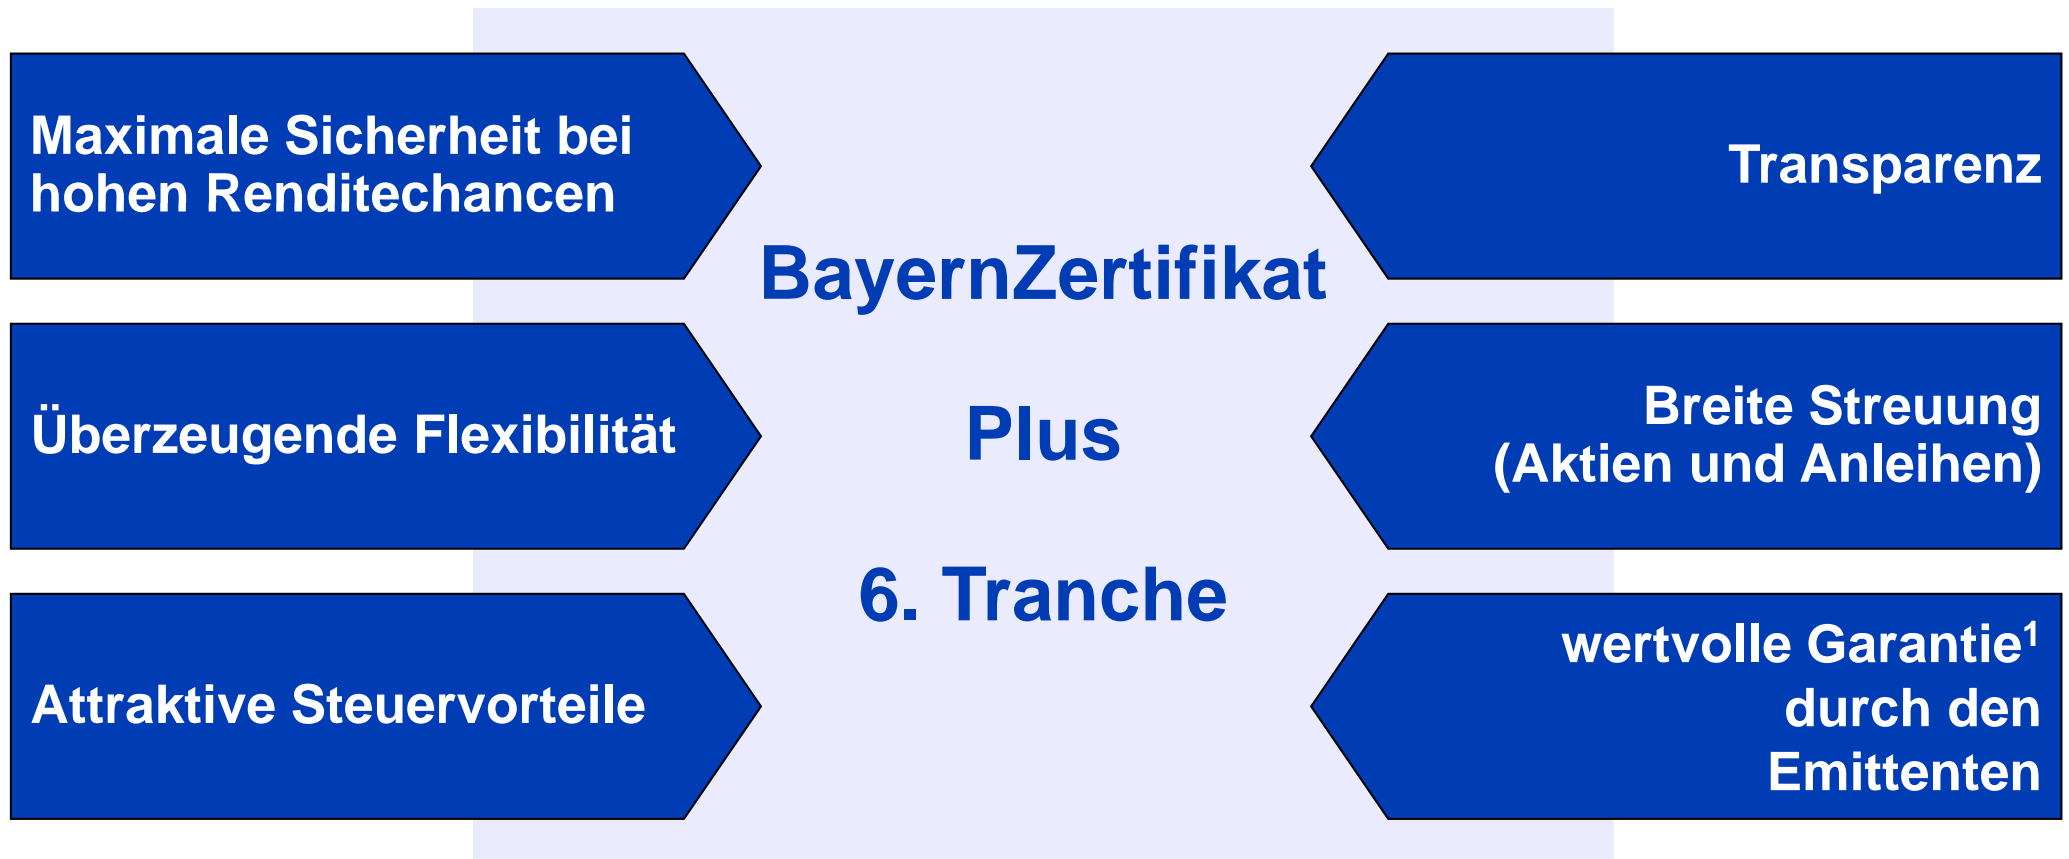 Maximale Sicherheit bei
hohen Renditechancen
Überzeugende Flexibilität
Attraktive Steuervorteile
BayernZertifikat
Plus
6. Tranche
Transparenz
Breite Streuung
(Aktien und Anleihen)
wertvolle Garantie¹
durch den
Emittenten